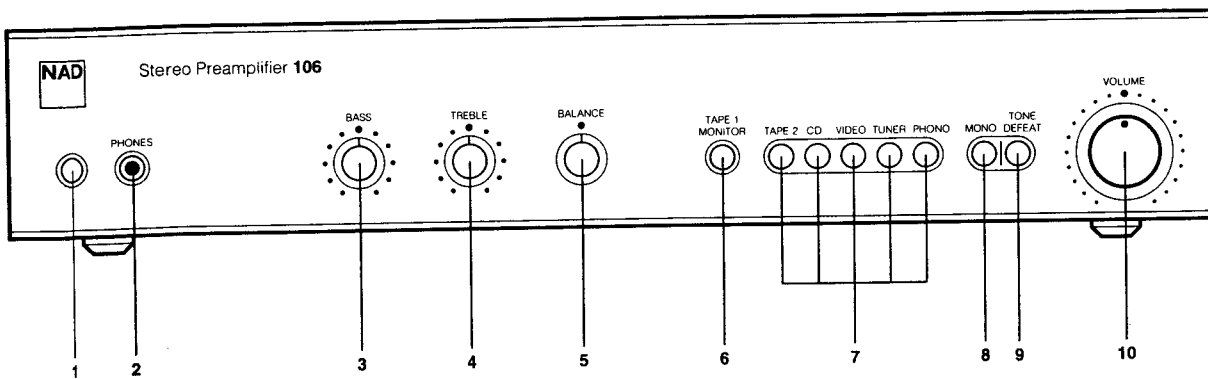 NAD
Stereo Preamplifier 106
PHONES
BASS
TREBLE
BALANCE
TAPE 1
MONITOR
TAPE 2 CD VIDEO TUNER PHONO
MONO
TONE
DEFEAT
VOLUME
1 2 3 4 5 6 7 8 9 10